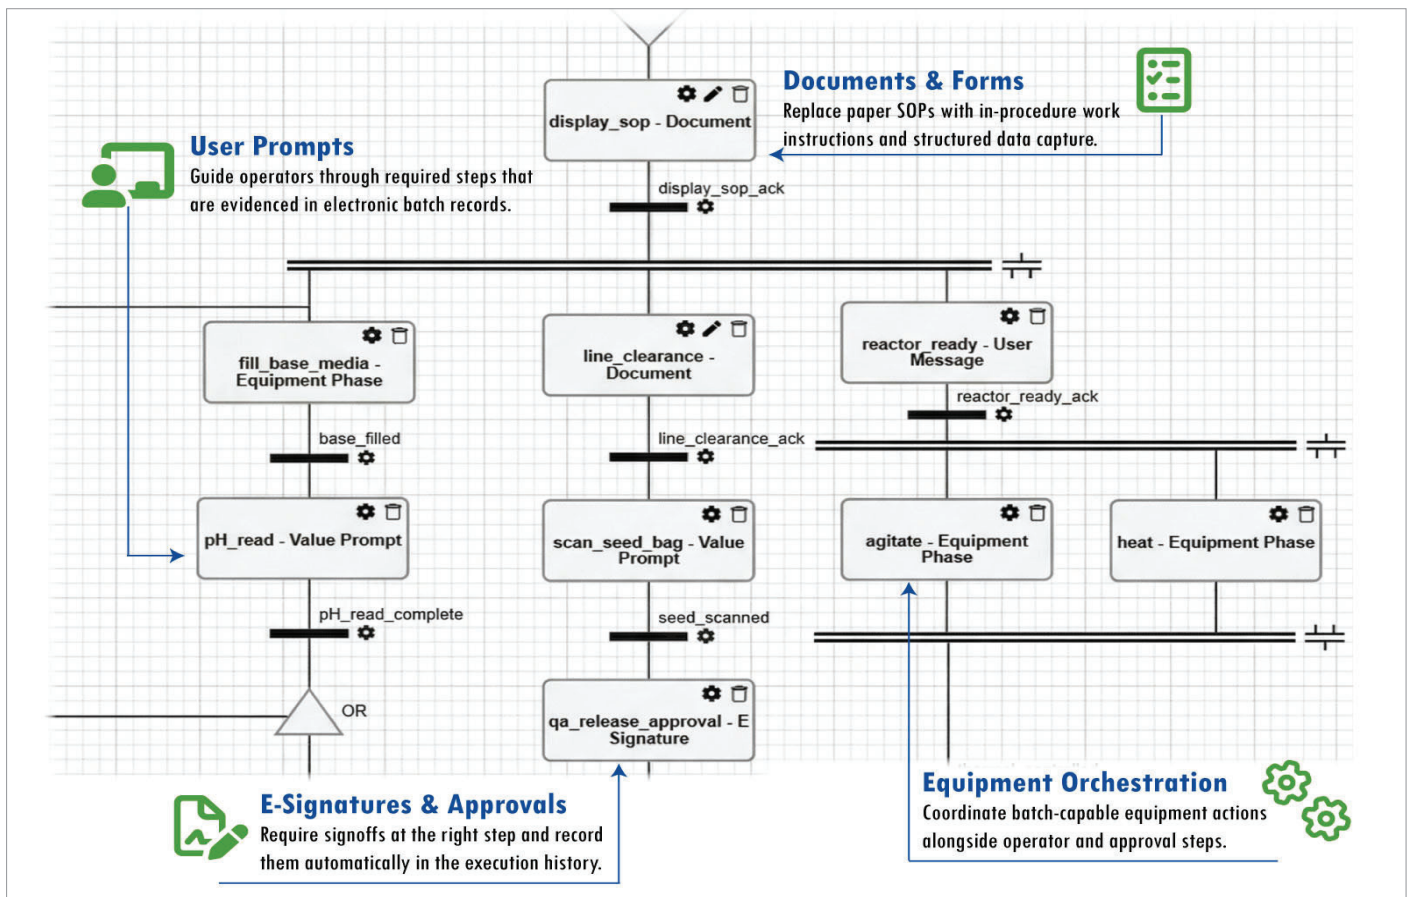 Documents & Forms
Replace paper SOPs with in-procedure work
instructions and structured data capture.
display_sop - Document
User Prompts
Guide operators through required steps that
are evidenced in electronic batch records.
display_sop_ack
fill_base_media -
Equipment Phase
line_clearance -
Document
reactor_ready - User
Message
reactor_ready_ack
base_filled
line_clearance_ack
pH_read - Value Prompt
scan_seed_bag - Value
Prompt
agitate - Equipment
Phase
heat - Equipment Phase
pH_read_complete
seed_scanned
OR
qa_release_approval - E
Signature
E-Signatures & Approvals
Require signoffs at the right step and record
them automatically in the execution history.
Equipment Orchestration
Coordinate batch-capable equipment actions
alongside operator and approval steps.